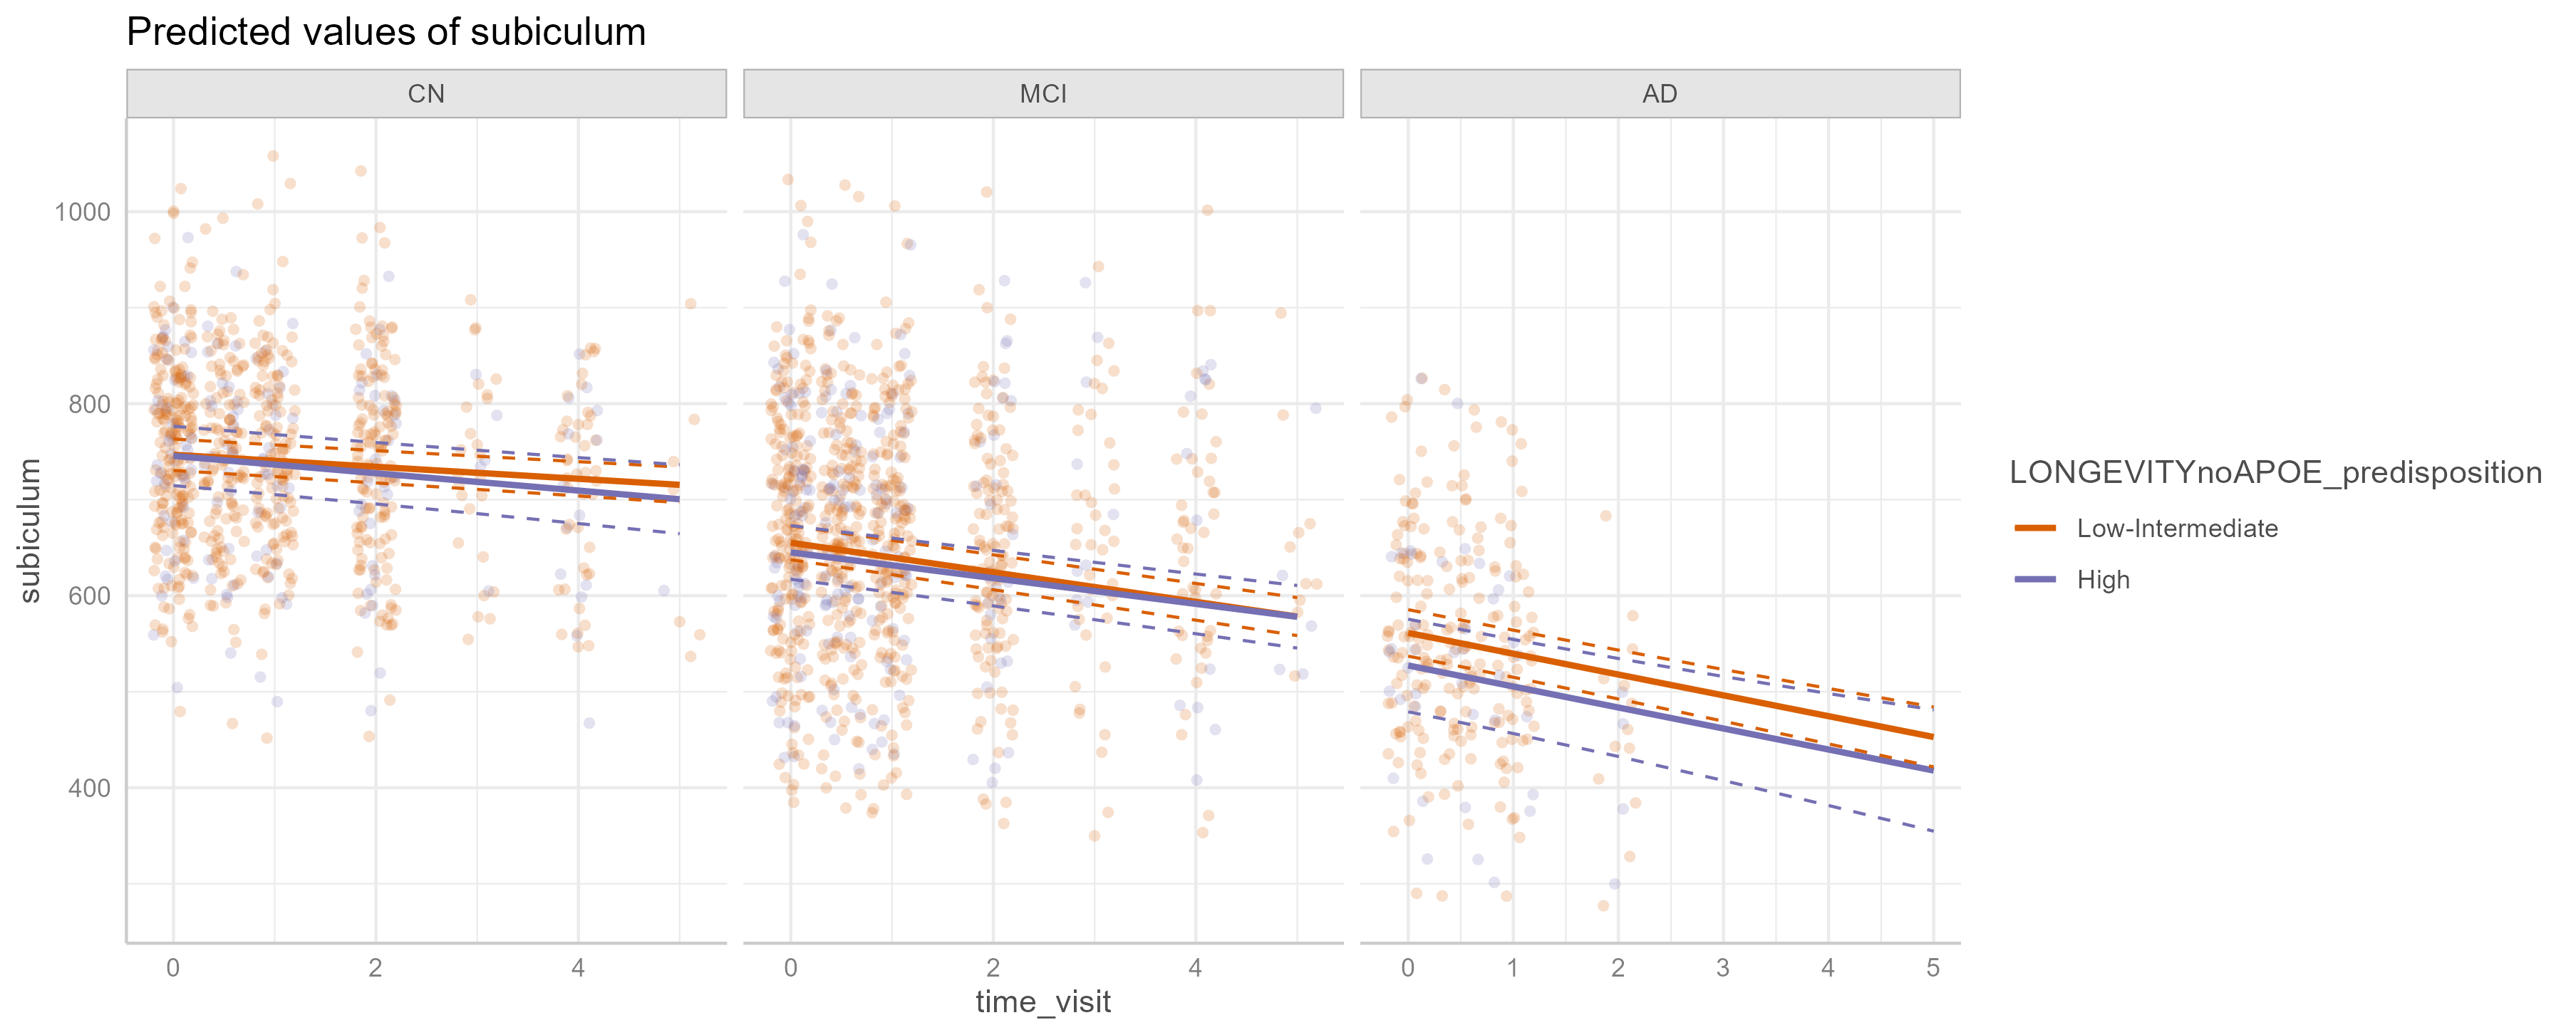 Predicted values of subiculum
CN
MCI
AD
1000
800
600
400
subiculum
0
2
4
0
2
4
0
1
2
3
4
5
time_visit
LONGEVITYnoAPOE_predisposition
Low-Intermediate
High